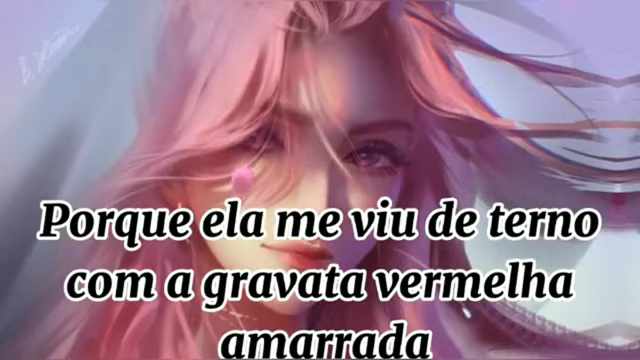 Porque ela me viu de terno
com a gravata vermelha
amarrada